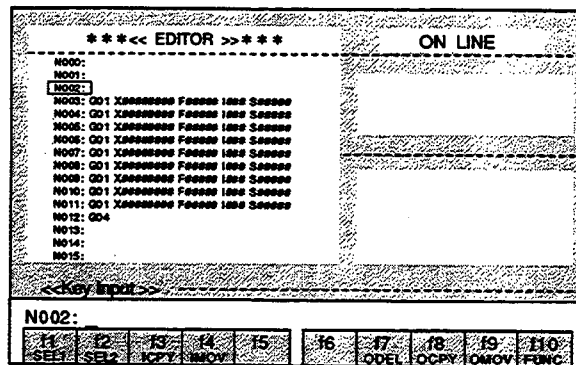 ***<< EDITOR >>***
ON LINE
N000:
N001:
N002:
N003: G01 X######### F##### I### S#####
N004: G01 X######### F##### I### S#####
N005: G01 X######### F##### I### S#####
N006: G01 X######### F##### I### S#####
N007: G01 X######### F##### I### S#####
N008: G01 X######### F##### I### S#####
N009: G01 X######### F##### I### S#####
N010: G01 X######### F##### I### S#####
N011: G01 X######### F##### I### S#####
N012: G04
N013:
N014:
N015:
<<Key Input>>
N002: _
f1 f2 f3 f4 f5 f6 f7 f8 f9 f10
SEL1 SEL2 ICPY IMOV ODEL OCPY OMOV FUNC